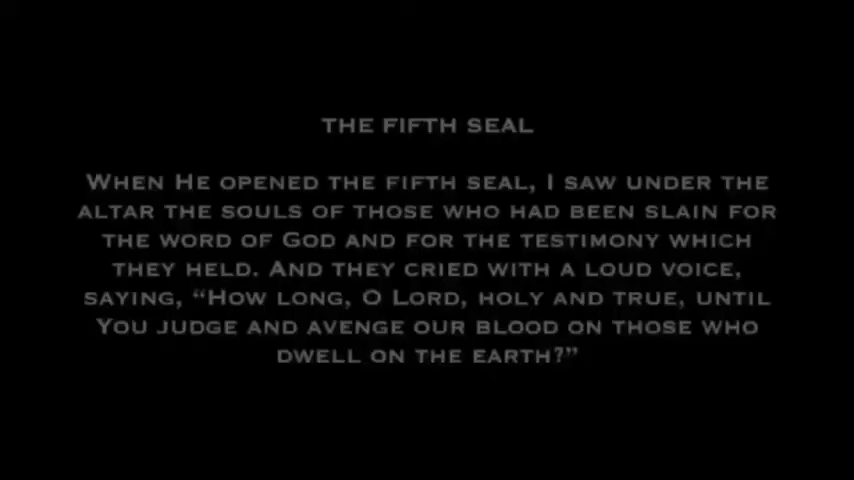 THE FIFTH SEAL
WHEN HE OPENED THE FIFTH SEAL, I SAW UNDER THE
ALTAR THE SOULS OF THOSE WHO HAD BEEN SLAIN FOR
THE WORD OF GOD AND FOR THE TESTIMONY WHICH
THEY HELD. AND THEY CRIED WITH A LOUD VOICE,
SAYING, “HOW LONG, O LORD, HOLY AND TRUE, UNTIL
YOU JUDGE AND AVENGE OUR BLOOD ON THOSE WHO
DWELL ON THE EARTH?”